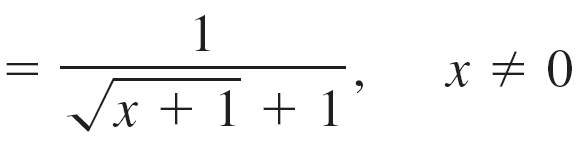 = 1/(√(x + 1) + 1), x ≠ 0